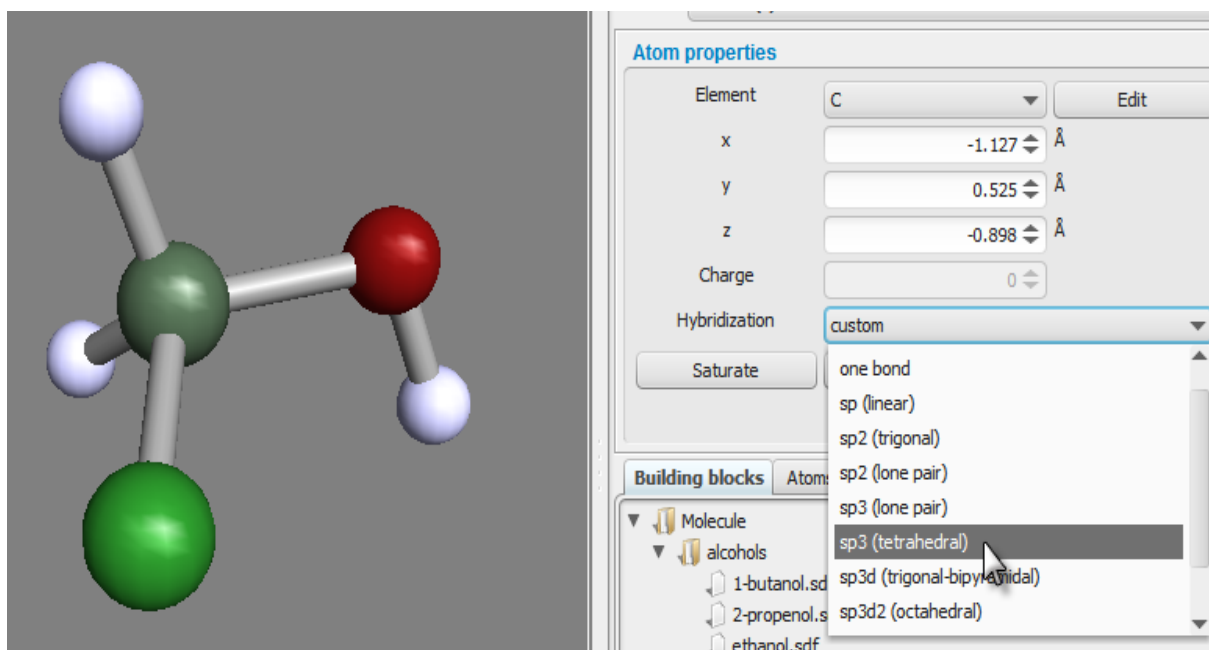 Atom properties
Element C Edit
x -1.127 Å
y 0.525 Å
z -0.898 Å
Charge 0
Hybridization custom
Saturate
one bond
sp (linear)
sp2 (trigonal)
sp2 (lone pair)
sp3 (lone pair)
sp3 (tetrahedral)
sp3d (trigonal-bipyramidal)
sp3d2 (octahedral)
Building blocks Atoms
Molecule
alcohols
1-butanol.sd
2-propenol.s
ethanol.sdf